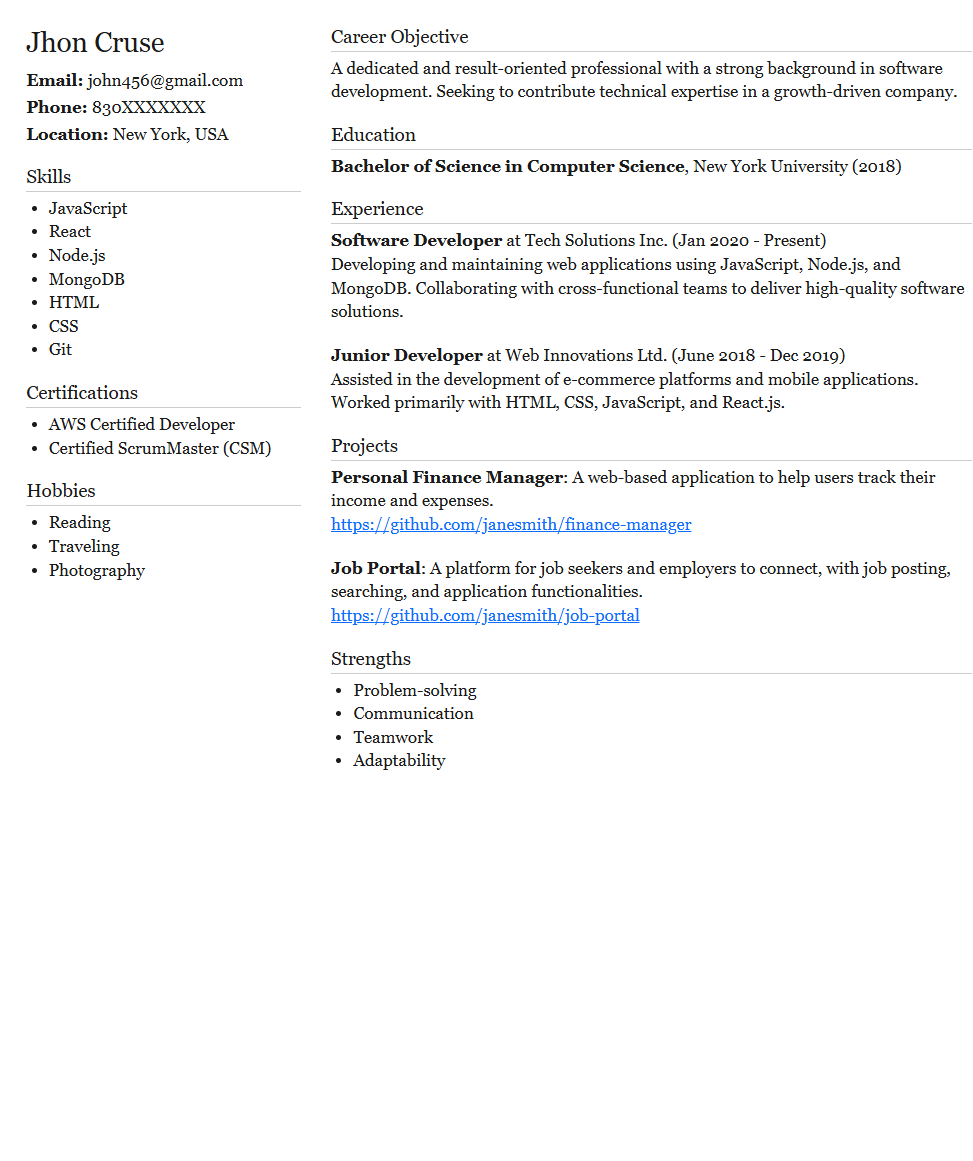 Jhon Cruse
Email: john456@gmail.com
Phone: 830XXXXXXX
Location: New York, USA
Skills
• JavaScript
• React
• Node.js
• MongoDB
• HTML
• CSS
• Git
Certifications
• AWS Certified Developer
• Certified ScrumMaster (CSM)
Hobbies
• Reading
• Traveling
• Photography
Career Objective
A dedicated and result-oriented professional with a strong background in software
development. Seeking to contribute technical expertise in a growth-driven company.
Education
Bachelor of Science in Computer Science, New York University (2018)
Experience
Software Developer at Tech Solutions Inc. (Jan 2020 - Present)
Developing and maintaining web applications using JavaScript, Node.js, and
MongoDB. Collaborating with cross-functional teams to deliver high-quality software
solutions.
Junior Developer at Web Innovations Ltd. (June 2018 - Dec 2019)
Assisted in the development of e-commerce platforms and mobile applications.
Worked primarily with HTML, CSS, JavaScript, and React.js.
Projects
Personal Finance Manager: A web-based application to help users track their
income and expenses.
https://github.com/janesmith/finance-manager
Job Portal: A platform for job seekers and employers to connect, with job posting,
searching, and application functionalities.
https://github.com/janesmith/job-portal
Strengths
• Problem-solving
• Communication
• Teamwork
• Adaptability